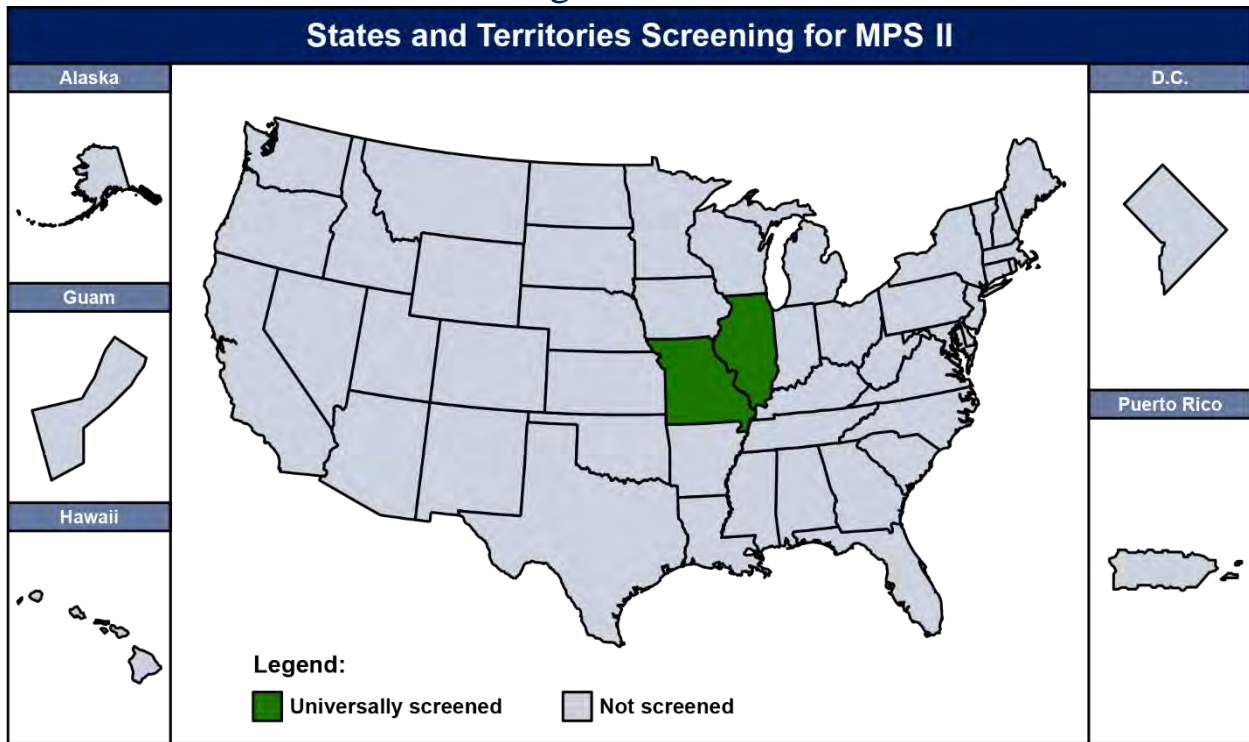 States and Territories Screening for MPS II
Alaska
D.C.
Guam
Puerto Rico
Hawaii
Legend:
Universally screened
Not screened